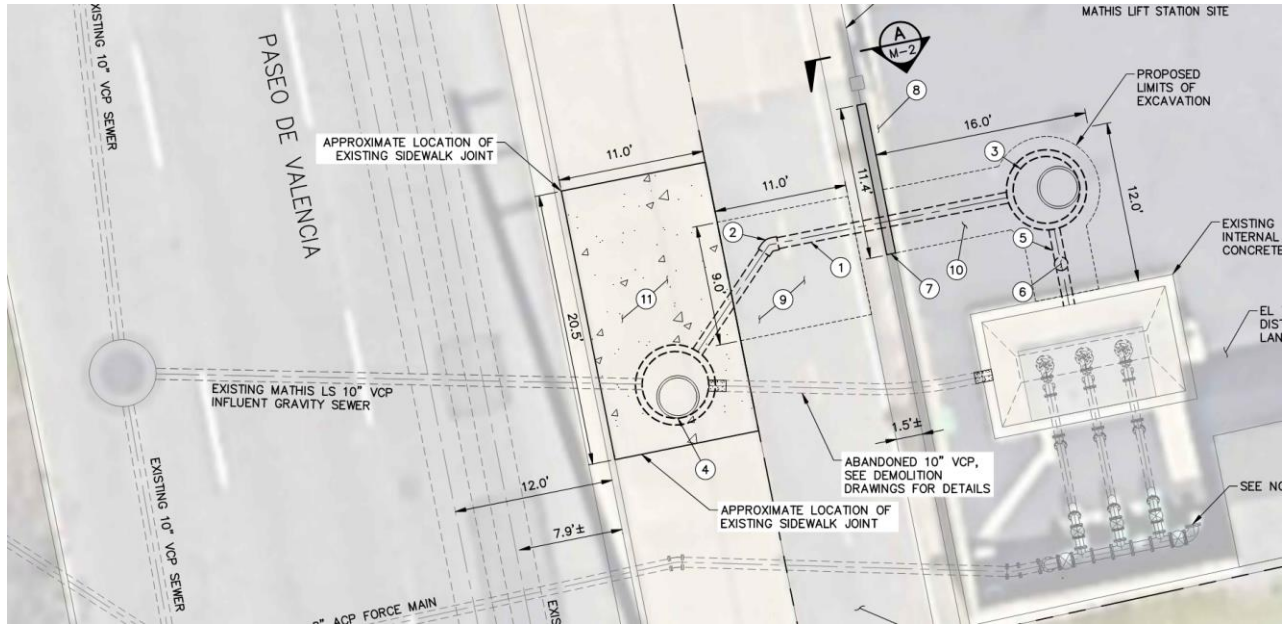 MATHIS LIFT STATION SITE
EXISTING 10" VCP SEWER
PASEO DE VALENCIA
A
M-2
8
PROPOSED
LIMITS OF
EXCAVATION
16.0'
3
APPROXIMATE LOCATION OF
EXISTING SIDEWALK JOINT
11.0'
11.0'
11.4'
12.0'
2
1
5
10
7
6
EXISTING
INTERNAL
CONCRETE
9.0'
11
9
20.5'
EL
DIST
LAN
EXISTING MATHIS LS 10" VCP
INFLUENT GRAVITY SEWER
1.5'±
4
ABANDONED 10" VCP,
SEE DEMOLITION
DRAWINGS FOR DETAILS
12.0'
APPROXIMATE LOCATION OF
EXISTING SIDEWALK JOINT
SEE NO
7.9'±
EXISTING 10" VCP SEWER
" ACP FORCE MAIN
EXIS